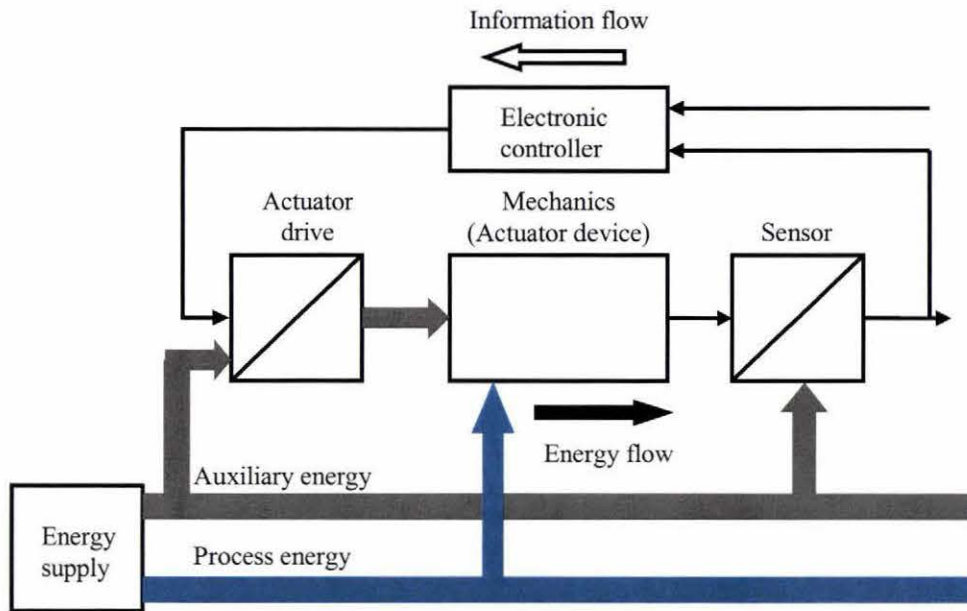 Information flow
Electronic
controller
Actuator
drive
Mechanics
(Actuator device)
Sensor
Energy flow
Auxiliary energy
Energy
supply
Process energy